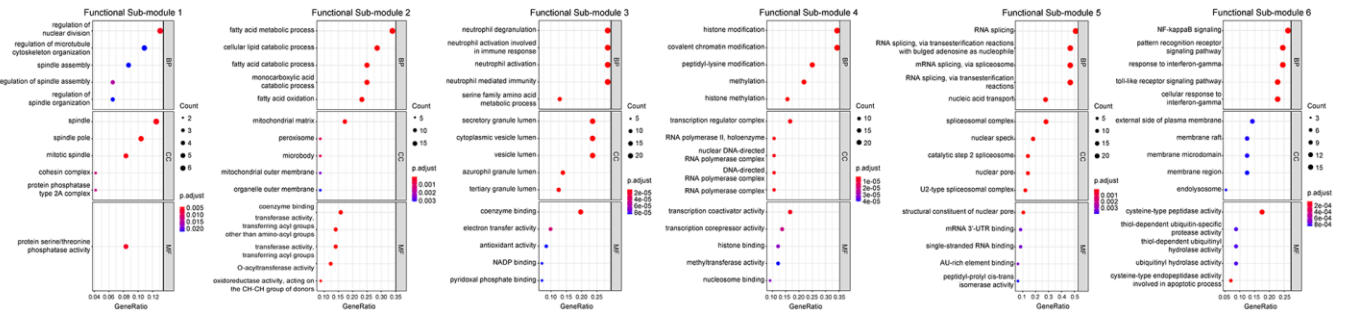 Functional Sub-module 1
regulation of
nuclear division
regulation of microtubule
cytoskeleton organization
spindle assembly
regulation of spindle assembly
regulation of
spindle organization
BP
spindle
spindle pole
mitotic spindle
cohesin complex
protein phosphatase
type 2A complex
CC
protein serine/threonine
phosphatase activity
MF
0.04 0.06 0.08 0.10 0.12
GeneRatio
Count
2
3
4
5
6
p.adjust
0.005
0.010
0.015
0.020
Functional Sub-module 2
fatty acid metabolic process
cellular lipid catabolic process
fatty acid catabolic process
monocarboxylic acid
catabolic process
fatty acid oxidation
BP
mitochondrial matrix
peroxisome
microbody
mitochondrial outer membrane
organelle outer membrane
CC
coenzyme binding
transferase activity,
transferring acyl groups
other than amino-acyl groups
transferase activity,
transferring acyl groups
O-acyltransferase activity
oxidoreductase activity, acting on
the CH-CH group of donors
MF
0.10 0.15 0.20 0.25 0.30 0.35
GeneRatio
Count
5
10
15
p.adjust
0.001
0.002
0.003
Functional Sub-module 3
neutrophil degranulation
neutrophil activation involved
in immune response
neutrophil activation
neutrophil mediated immunity
serine family amino acid
metabolic process
BP
secretory granule lumen
cytoplasmic vesicle lumen
vesicle lumen
azurophil granule lumen
tertiary granule lumen
CC
coenzyme binding
electron transfer activity
antioxidant activity
NADP binding
pyridoxal phosphate binding
MF
0.10 0.15 0.20 0.25
GeneRatio
Count
5
10
15
20
p.adjust
2e-05
4e-05
6e-05
8e-05
Functional Sub-module 4
histone modification
covalent chromatin modification
peptidyl-lysine modification
methylation
histone methylation
BP
transcription regulator complex
RNA polymerase II, holoenzyme
nuclear DNA-directed
RNA polymerase complex
DNA-directed
RNA polymerase complex
RNA polymerase complex
CC
transcription coactivator activity
transcription corepressor activity
histone binding
methyltransferase activity
nucleosome binding
MF
0.10 0.15 0.20 0.25 0.30 0.35
GeneRatio
Count
10
15
20
p.adjust
1e-05
2e-05
3e-05
4e-05
Functional Sub-module 5
RNA splicing
RNA splicing, via transesterification reactions
with bulged adenosine as nucleophile
mRNA splicing, via spliceosome
RNA splicing, via transesterification
reactions
nucleic acid transport
BP
spliceosomal complex
nuclear speck
catalytic step 2 spliceosome
nuclear pore
U2-type spliceosomal complex
CC
structural constituent of nuclear pore
mRNA 3'-UTR binding
single-stranded RNA binding
AU-rich element binding
peptidyl-prolyl cis-trans
isomerase activity
MF
0.1 0.2 0.3 0.4 0.5
GeneRatio
Count
5
10
15
p.adjust
0.001
0.002
0.003
Functional Sub-module 6
NF-kappaB signaling
pattern recognition receptor
signaling pathway
response to interferon-gamma
toll-like receptor signaling pathway
cellular response to
interferon-gamma
BP
external side of plasma membrane
membrane raft
membrane microdomain
membrane region
endolysosome
CC
cysteine-type peptidase activity
thiol-dependent ubiquitin-specific
protease activity
thiol-dependent ubiquitinyl
hydrolase activity
ubiquitinyl hydrolase activity
cysteine-type endopeptidase activity
involved in apoptotic process
MF
0.05 0.10 0.15 0.20 0.25
GeneRatio
Count
3
6
9
12
15
p.adjust
2e-04
4e-04
6e-04
8e-04